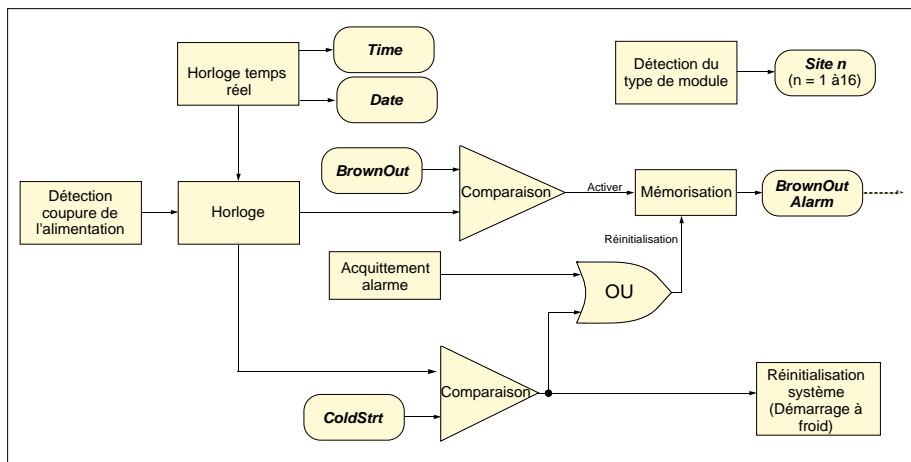 Time
Horloge temps
réel
Date
Détection du
type de module
Site n
(n = 1 à16)
BrownOut
Comparaison
Activer
Mémorisation
BrownOut
Alarm
Détection
coupure de
l'alimentation
Horloge
Réinitialisation
Acquittement
alarme
OU
Comparaison
ColdStrt
Réinitialisation
système
(Démarrage à
froid)